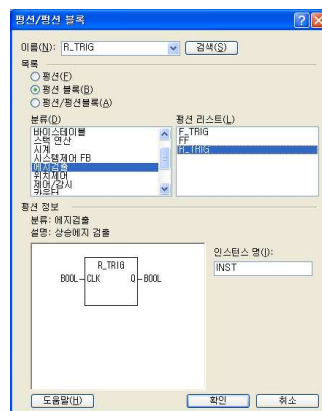 펑션/펑션 블록
이름(N): R_TRIG 검색(S)
목록
펑션(F)
펑션 블록(B)
펑션/펑션블록(A)
분류(D) 펑션 리스트(L)
바이스테이블
스택 연산
시계
시스템제어 FB
에지검출
위치제어
제어/감시
카운터
F_TRIG
FF
R_TRIG
펑션 정보
분류: 에지검출
설명: 상승에지 검출
R_TRIG
BOOL CLK Q BOOL
인스턴스 명(I):
INST
도움말(H) 확인 취소